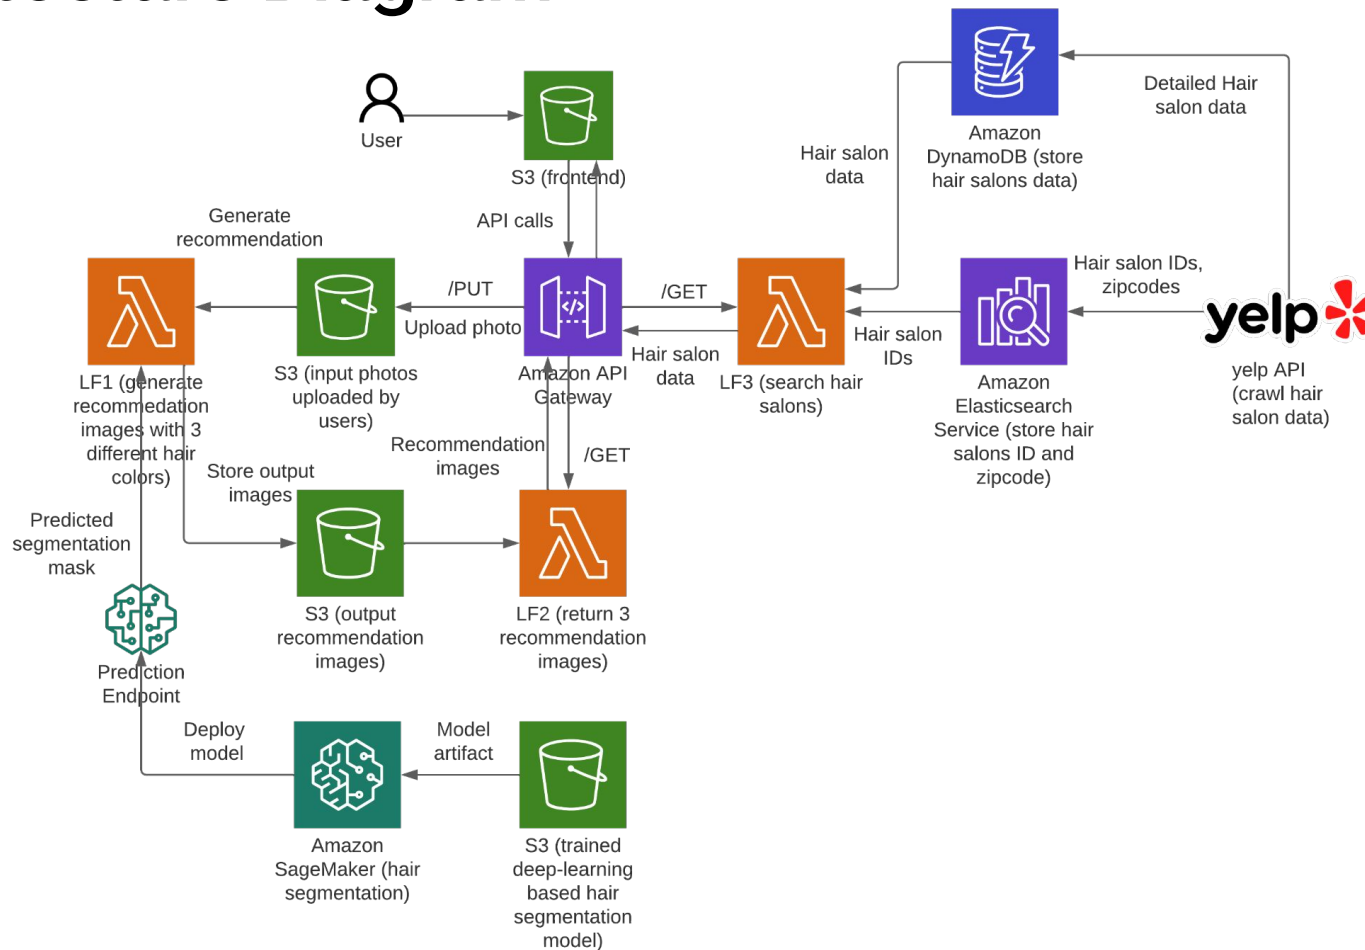 User
S3 (frontend)
API calls
Generate
recommendation
/PUT
Upload photo
/GET
Hair salon
data
Amazon API
Gateway
LF1 (generate
recommedation
images with 3
different hair
colors)
S3 (input photos
uploaded by
users)
LF3 (search hair
salons)
Hair salon
data
Amazon
DynamoDB (store
hair salons data)
Detailed Hair
salon data
Hair salon
IDs
Amazon
Elasticsearch
Service (store hair
salons ID and
zipcode)
Hair salon IDs,
zipcodes
yelp
yelp API
(crawl hair
salon data)
Recommendation
images
/GET
Store output
images
S3 (output
recommendation
images)
LF2 (return 3
recommendation
images)
Predicted
segmentation
mask
Prediction
Endpoint
Deploy
model
Model
artifact
Amazon
SageMaker (hair
segmentation)
S3 (trained
deep-learning
based hair
segmentation
model)